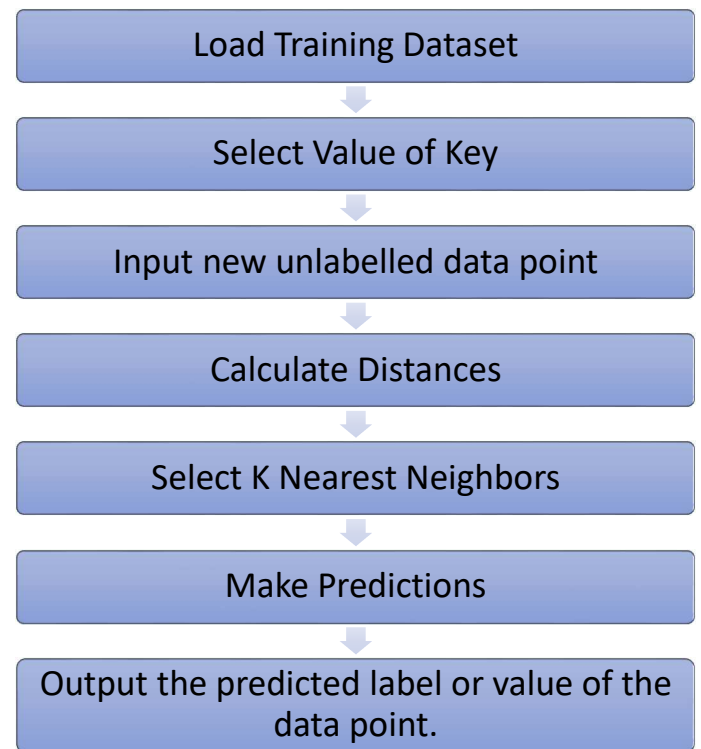 Load Training Dataset
Select Value of Key
Input new unlabelled data point
Calculate Distances
Select K Nearest Neighbors
Make Predictions
Output the predicted label or value of the
data point.